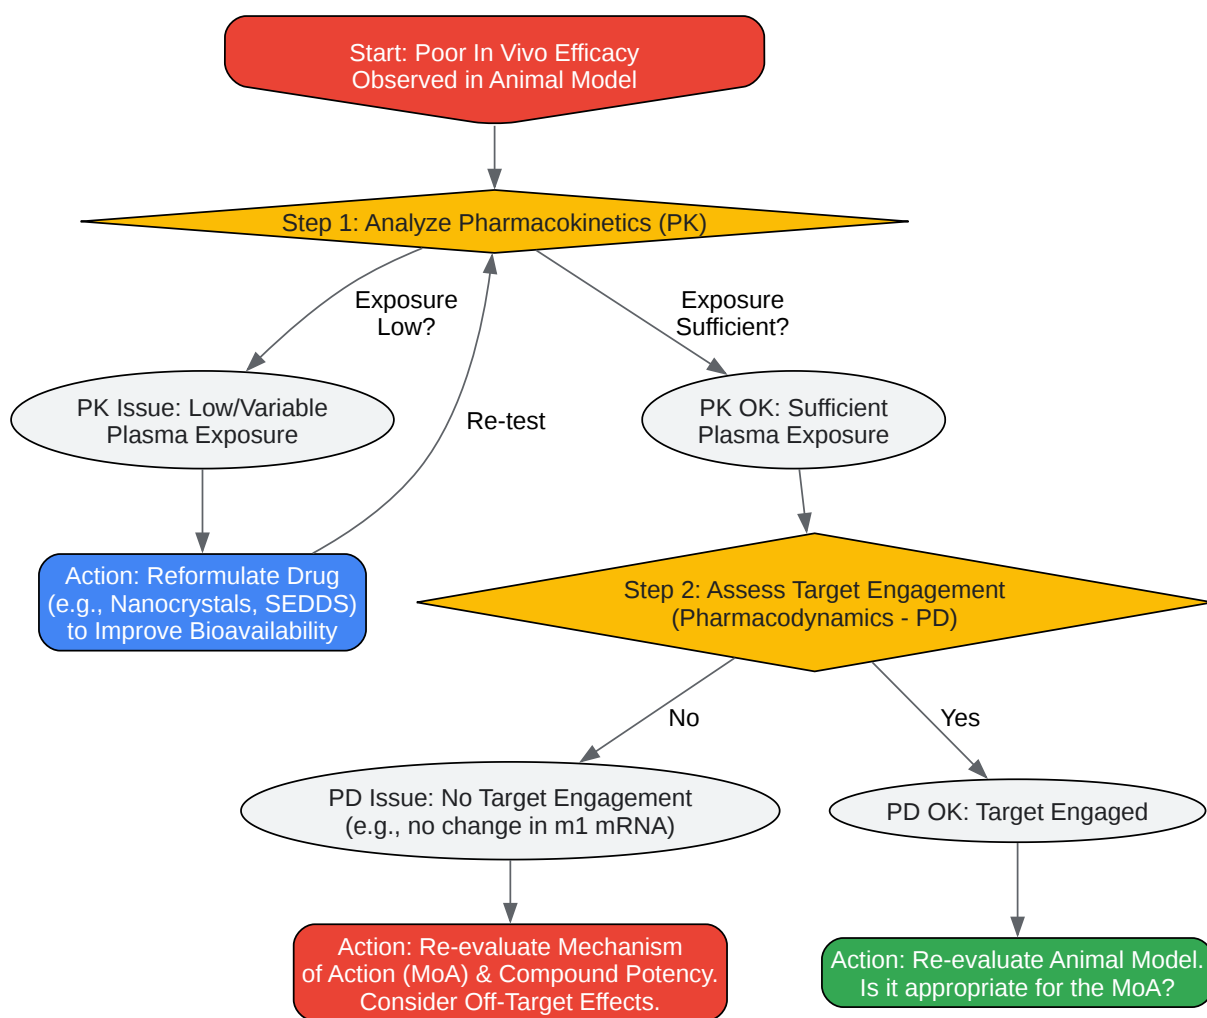 Start: Poor In Vivo Efficacy
Observed in Animal Model
Step 1: Analyze Pharmacokinetics (PK)
Exposure
Low?
Exposure
Sufficient?
PK Issue: Low/Variable
Plasma Exposure
Re-test
PK OK: Sufficient
Plasma Exposure
Action: Reformulate Drug
(e.g., Nanocrystals, SEDDS)
to Improve Bioavailability
Step 2: Assess Target Engagement
(Pharmacodynamics - PD)
No
Yes
PD Issue: No Target Engagement
(e.g., no change in m1 mRNA)
PD OK: Target Engaged
Action: Re-evaluate Mechanism
of Action (MoA) & Compound Potency.
Consider Off-Target Effects.
Action: Re-evaluate Animal Model.
Is it appropriate for the MoA?